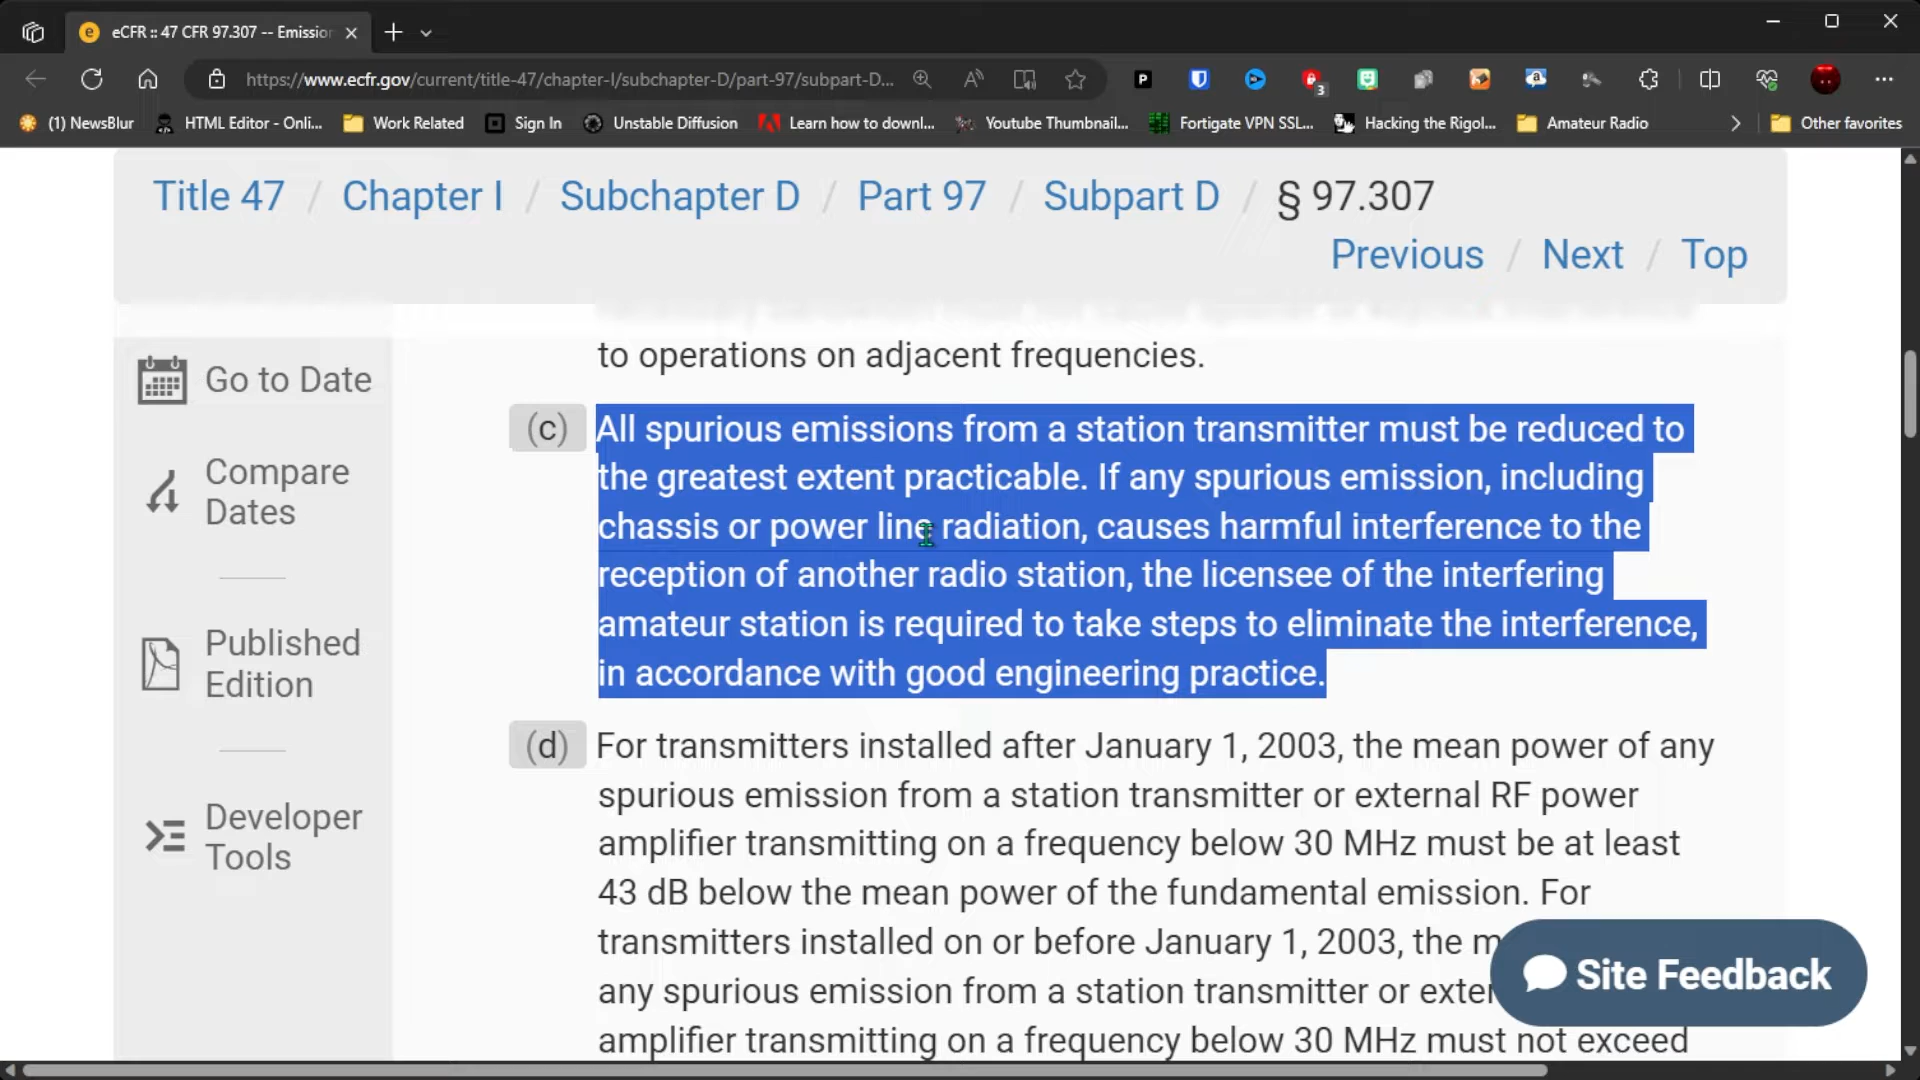 eCFR :: 47 CFR 97.307 -- Emission
https://www.ecfr.gov/current/title-47/chapter-I/subchapter-D/part-97/subpart-D...
3
(1) NewsBlur
HTML Editor - Onli...
Work Related
Sign In
Unstable Diffusion
Learn how to downl...
Youtube Thumbnail...
Fortigate VPN SSL...
Hacking the Rigol...
Amateur Radio
Other favorites
Title 47 / Chapter I / Subchapter D / Part 97 / Subpart D / § 97.307
Previous / Next / Top
Go to Date
Compare
Dates
Published
Edition
Developer
Tools
to operations on adjacent frequencies.
(c) All spurious emissions from a station transmitter must be reduced to
the greatest extent practicable. If any spurious emission, including
chassis or power line radiation, causes harmful interference to the
reception of another radio station, the licensee of the interfering
amateur station is required to take steps to eliminate the interference,
in accordance with good engineering practice.
(d) For transmitters installed after January 1, 2003, the mean power of any
spurious emission from a station transmitter or external RF power
amplifier transmitting on a frequency below 30 MHz must be at least
43 dB below the mean power of the fundamental emission. For
transmitters installed on or before January 1, 2003, the
any spurious emission from a station transmitter or
amplifier transmitting on a frequency below 30 MHz must not exceed
Site Feedback